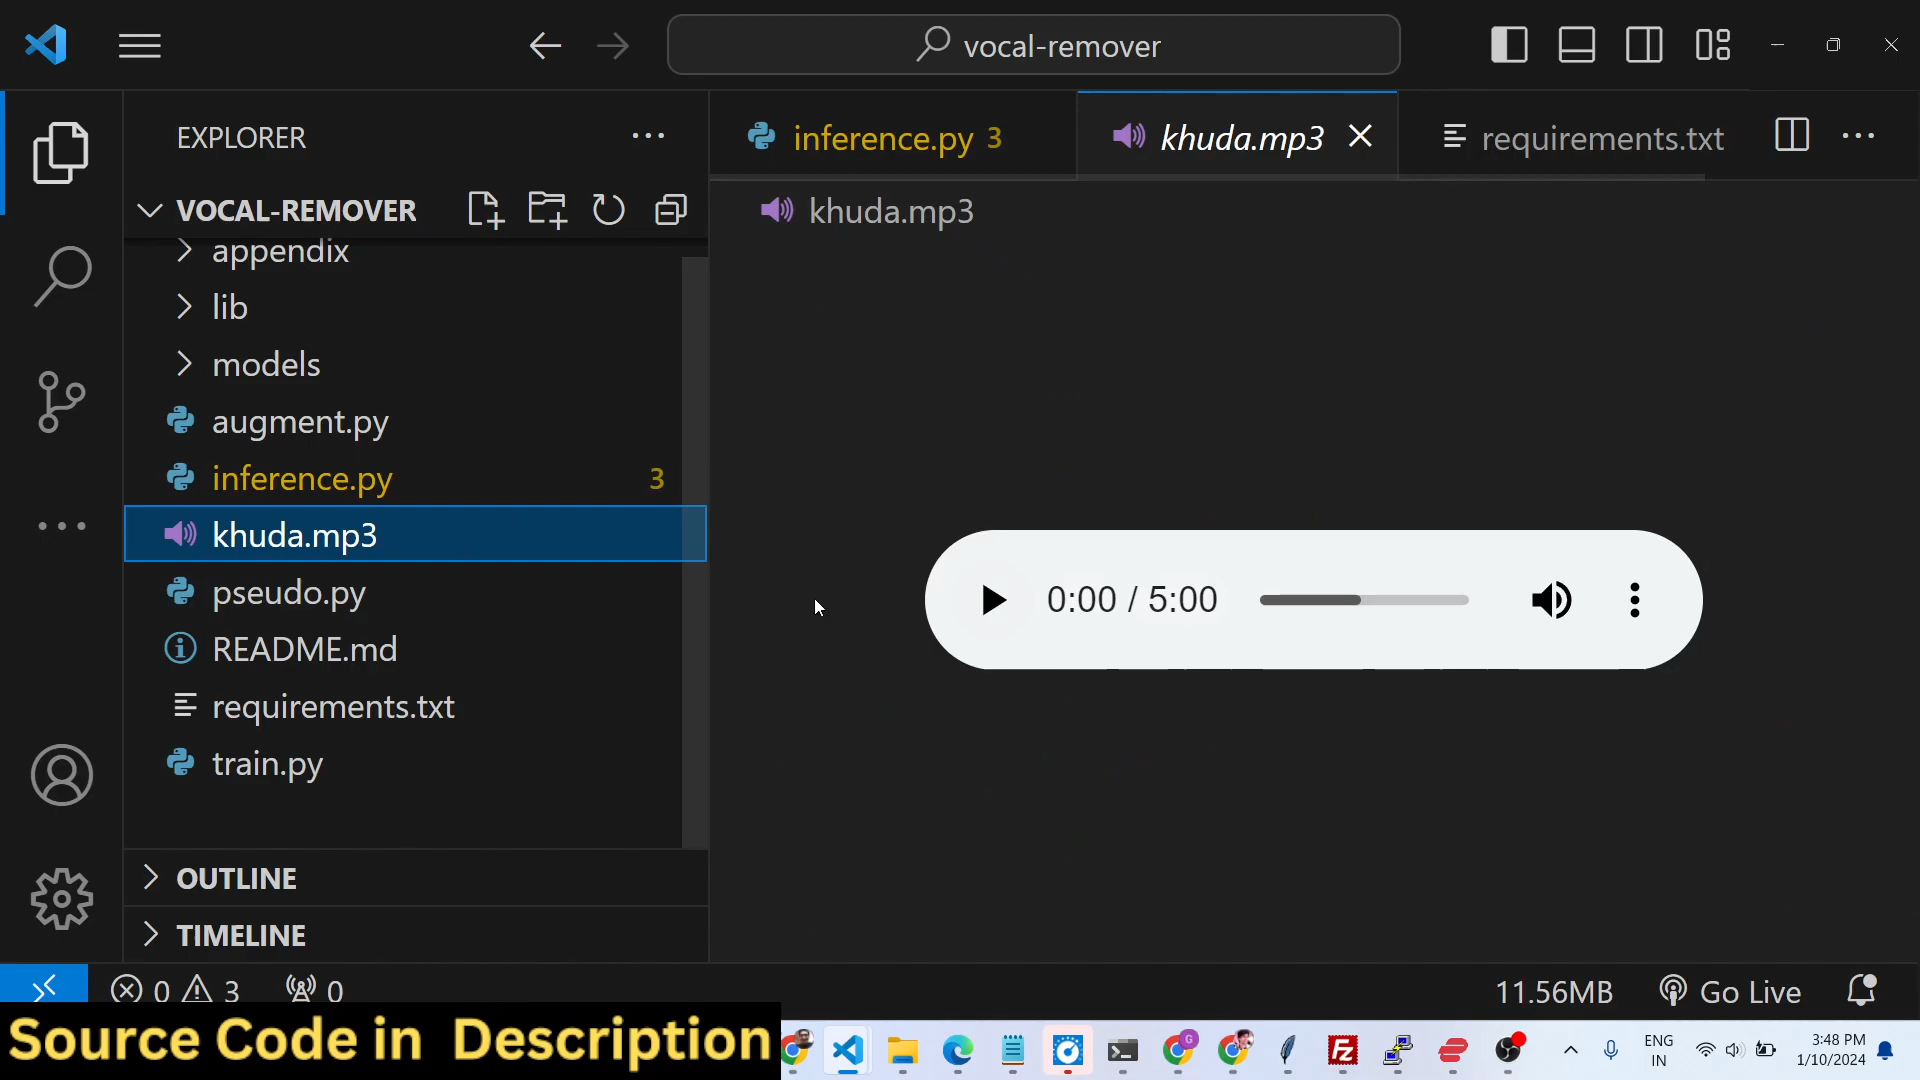 vocal-remover
EXPLORER
inference.py 3
khuda.mp3
requirements.txt
VOCAL-REMOVER
khuda.mp3
appendix
lib
models
augment.py
inference.py 3
khuda.mp3
pseudo.py
README.md
requirements.txt
train.py
0:00 / 5:00
OUTLINE
TIMELINE
0 3 0
11.56MB
Go Live
Source Code in Description
G
FZ
ENG
IN
3:48 PM
1/10/2024